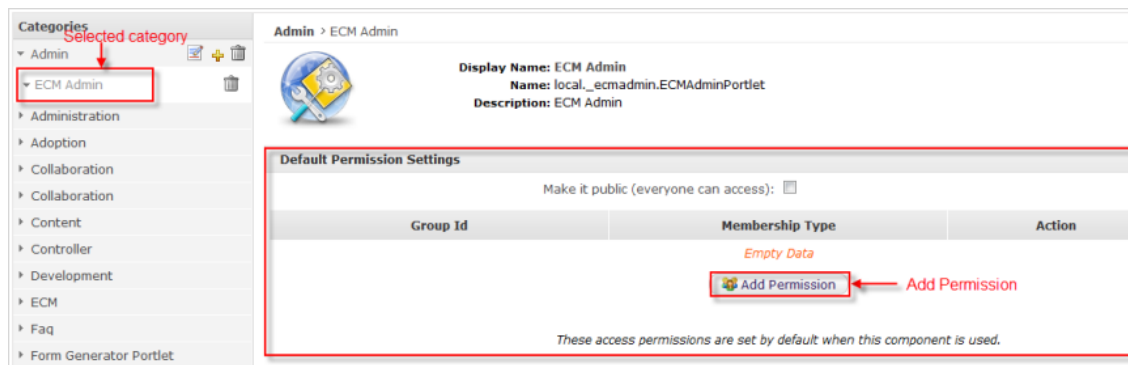 Categories
Selected category
Admin
ECM Admin
Administration
Adoption
Collaboration
Collaboration
Content
Controller
Development
ECM
Faq
Form Generator Portlet
Admin > ECM Admin
Display Name: ECM Admin
Name: local._ecmadmin.ECMAdminPortlet
Description: ECM Admin
Default Permission Settings
Make it public (everyone can access):
Group Id Membership Type Action
Empty Data
Add Permission Add Permission
These access permissions are set by default when this component is used.